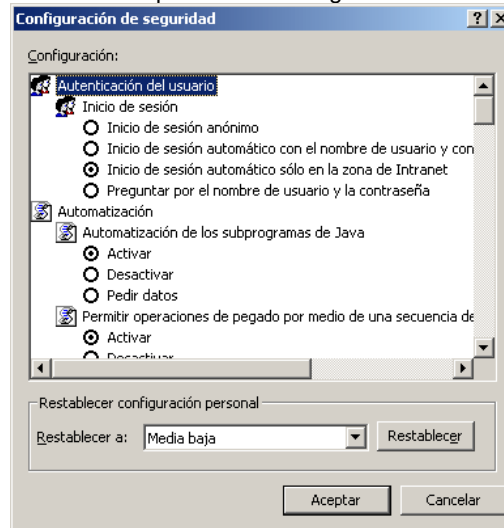 Configuración de seguridad
Configuración:
Autenticación del usuario
Inicio de sesión
Inicio de sesión anónimo
Inicio de sesión automático con el nombre de usuario y con
Inicio de sesión automático sólo en la zona de Intranet
Preguntar por el nombre de usuario y la contraseña
Automatización
Automatización de los subprogramas de Java
Activar
Desactivar
Pedir datos
Permitir operaciones de pegado por medio de una secuencia de
Activar
Desactivar
Restablecer configuración personal
Restablecer a: Media baja Restablecer
Aceptar Cancelar